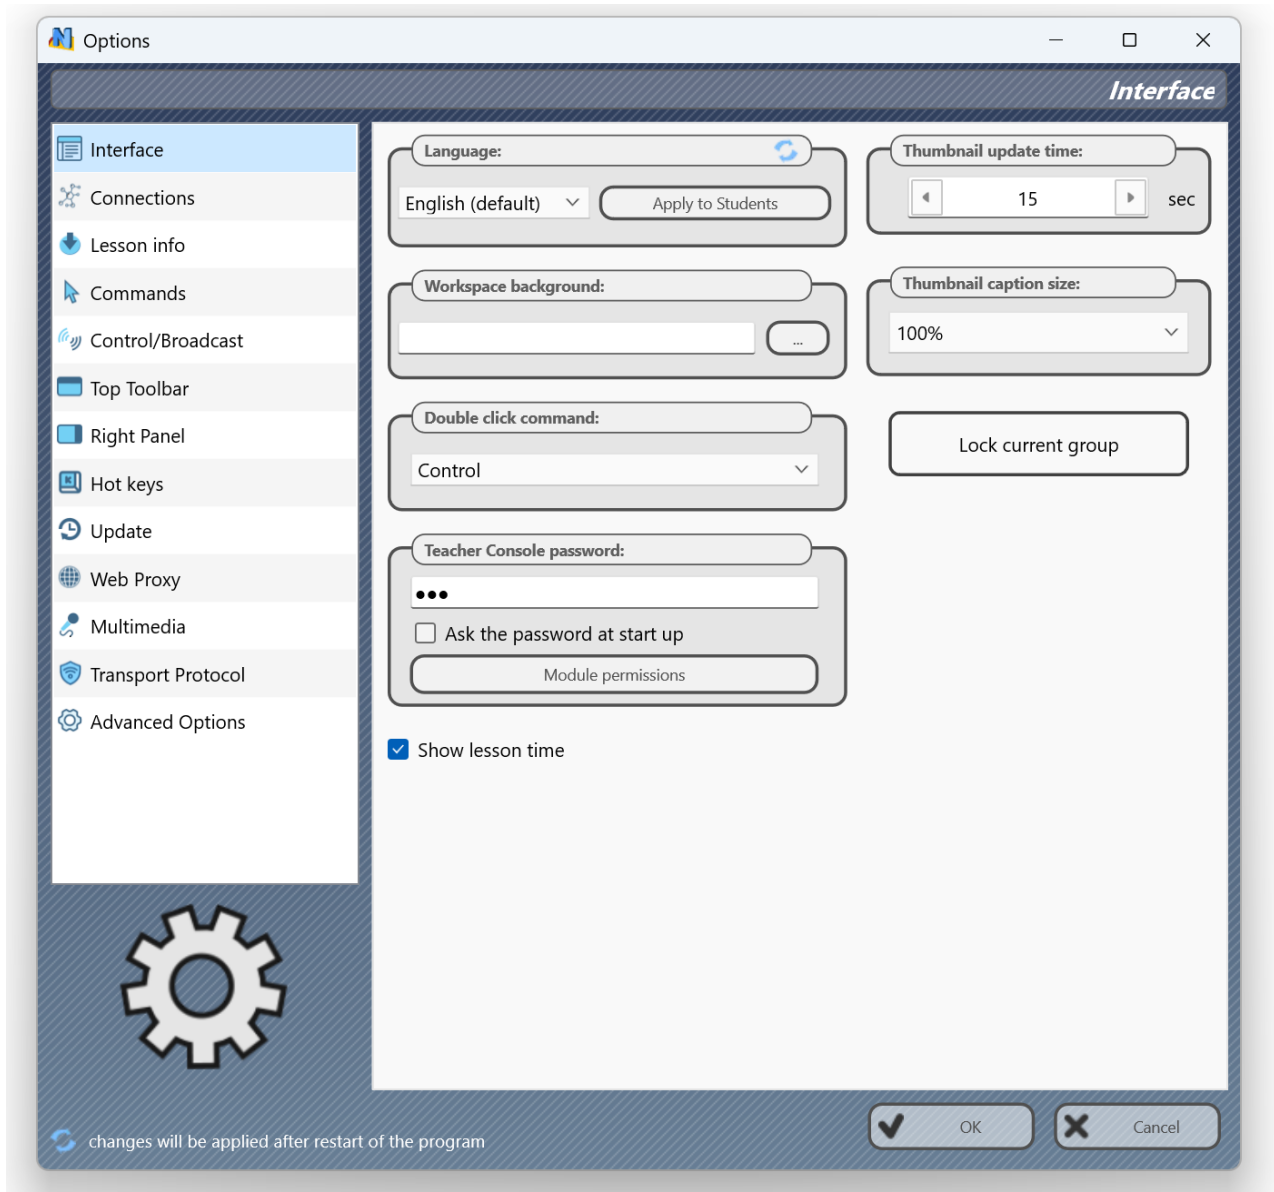 Options
Interface
Interface
Connections
Lesson info
Commands
Control/Broadcast
Top Toolbar
Right Panel
Hot keys
Update
Web Proxy
Multimedia
Transport Protocol
Advanced Options
Language:
English (default)
Apply to Students
Workspace background:
...
Double click command:
Control
Teacher Console password:
Ask the password at start up
Module permissions
Show lesson time
Thumbnail update time:
15
sec
Thumbnail caption size:
100%
Lock current group
changes will be applied after restart of the program
OK
Cancel